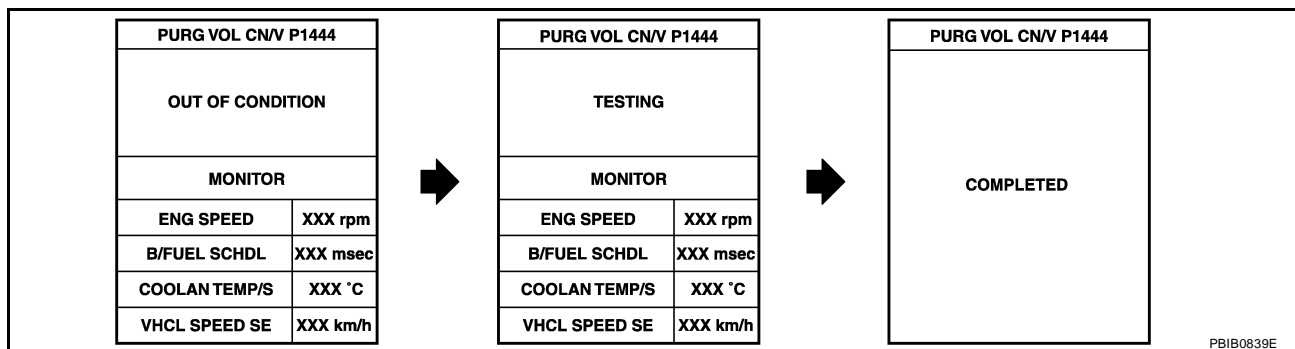 PURG VOL CN/V P1444
OUT OF CONDITION
MONITOR
ENG SPEED XXX rpm
B/FUEL SCHDL XXX msec
COOLAN TEMP/S XXX °C
VHCL SPEED SE XXX km/h
PURG VOL CN/V P1444
TESTING
MONITOR
ENG SPEED XXX rpm
B/FUEL SCHDL XXX msec
COOLAN TEMP/S XXX °C
VHCL SPEED SE XXX km/h
PURG VOL CN/V P1444
COMPLETED
PBIB0839E